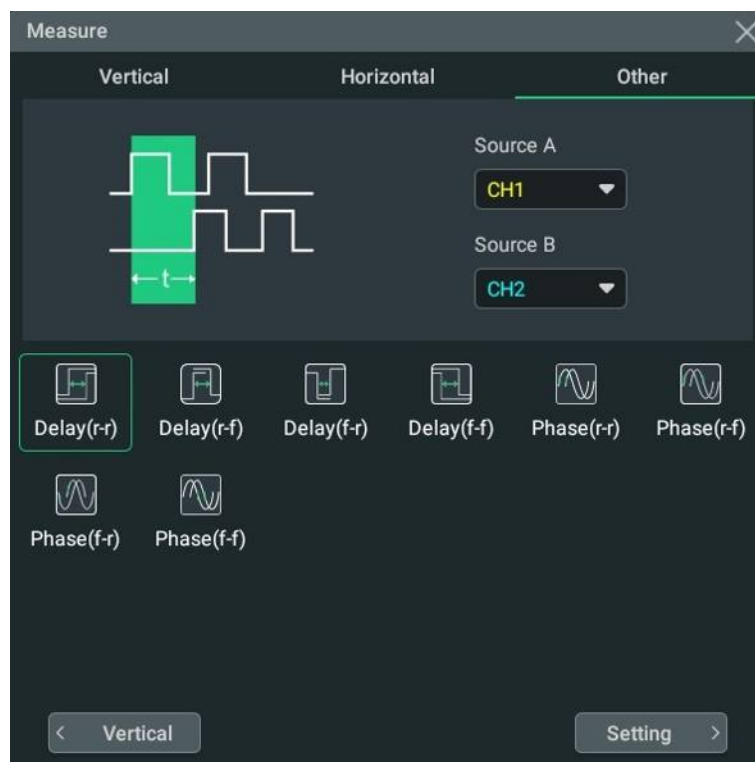 Measure
Vertical Horizontal Other
Source A
CH1
Source B
CH2
t
Delay(r-r) Delay(r-f) Delay(f-r) Delay(f-f) Phase(r-r) Phase(r-f)
Phase(f-r) Phase(f-f)
< Vertical Setting >